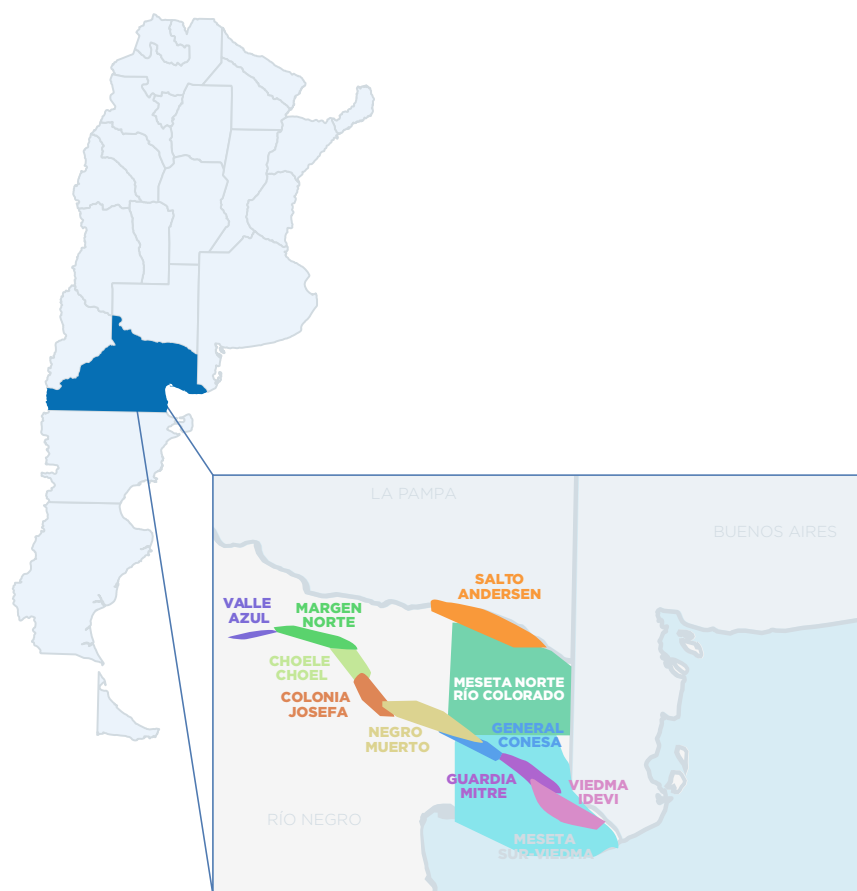 LA PAMPA
BUENOS AIRES
SALTO
ANDERSEN
VALLE
AZUL
MARGEN
NORTE
CHOELE
CHOEL
MESETA NORTE
RÍO COLORADO
COLONIA
JOSEFA
NEGRO
MUERTO
GENERAL
CONESA
GUARDIA
MITRE
VIEDMA
IDEVI
RÍO NEGRO
MESETA
SUR-VIEDMA